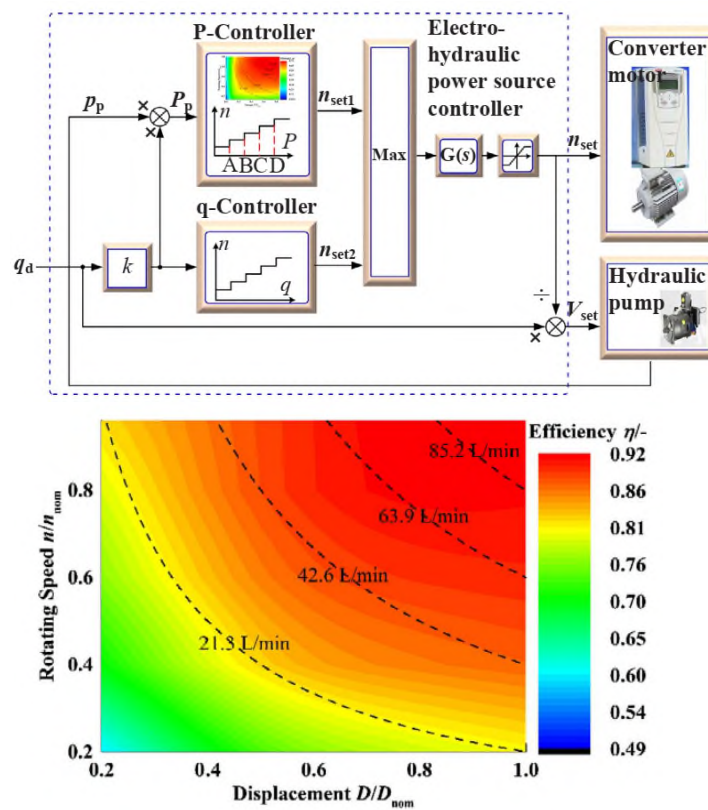 P-Controller
Electro-
hydraulic
power source
controller
Converter
motor
p_p
×
×
P_p
n
P
ABCD
n_set1
Max
G(s)
n_set
q-Controller
n
q
n_set2
q_d
k
÷
×
V_set
Hydraulic
pump
Efficiency η/-
0.92
0.86
0.81
0.76
0.70
0.65
0.60
0.54
0.49
85.2 L/min
63.9 L/min
42.6 L/min
21.3 L/min
Rotating Speed n/n_nom
0.8
0.6
0.4
0.2
0.2 0.4 0.6 0.8 1.0
Displacement D/D_nom